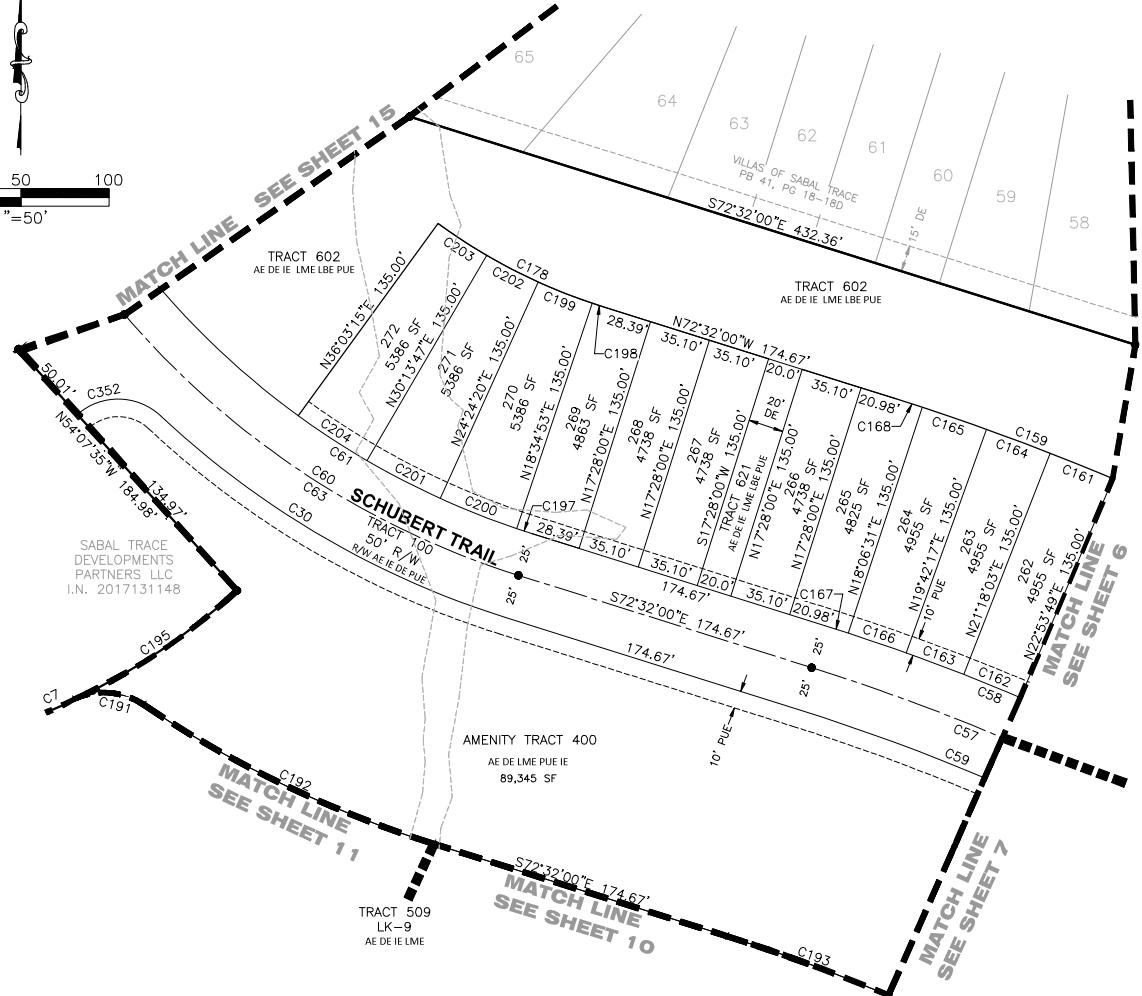 50 100
"=50'
MATCH LINE SEE SHEET 15
65
64
63
62
61
60
59
58
VILLAS OF SABAL TRACE
PB 41, PG 18-18D
15' DE
S72°32'00"E 432.36'
TRACT 602
AE DE IE LME LBE PUE
TRACT 602
AE DE IE LME LBE PUE
C203
C178
C202
C199
28.39'
N72°32'00"W 174.67'
35.10'
35.10'
20.0'
35.10'
20.98'
C198
C168
C165
C159
C164
C161
N36°03'15"E 135.00'
272
5386 SF
N30°13'47"E 135.00'
271
5386 SF
N24°24'20"E 135.00'
270
5386 SF
N18°34'53"E 135.00'
269
4863 SF
N17°28'00"E 135.00'
268
4738 SF
N17°28'00"E 135.00'
267
4738 SF
S17°28'00"W 135.00'
20'
DE
TRACT 621
AE DE IE LME LBE PUE
N17°28'00"E 135.00'
266
4738 SF
N17°28'00"E 135.00'
265
4825 SF
N18°06'31"E 135.00'
264
4955 SF
N19°42'17"E 135.00'
10' PUE
263
4955 SF
N21°18'03"E 135.00'
262
4955 SF
N22°53'49"E 135.00'
MATCH LINE
SEE SHEET 6
50.01'
C352
N54°07'35"W 184.98'
134.97'
C204
C61
C60
C63
C30
C201
C200
C197
28.39'
35.10'
35.10'
20.0'
35.10'
20.98'
C167
C166
C163
C162
C58
174.67'
SCHUBERT TRAIL
TRACT 100
50' R/W
R/W AE IE DE PUE
25'
25'
S72°32'00"E 174.67'
25'
25'
C57
C59
174.67'
10' PUE
SABAL TRACE
DEVELOPMENTS
PARTNERS LLC
I.N. 2017131148
C195
C7
C191
C192
AMENITY TRACT 400
AE DE LME PUE IE
89,345 SF
MATCH LINE
SEE SHEET 11
S72°32'00"E 174.67'
MATCH LINE
SEE SHEET 10
C193
MATCH LINE
SEE SHEET 7
TRACT 509
LK-9
AE DE IE LME